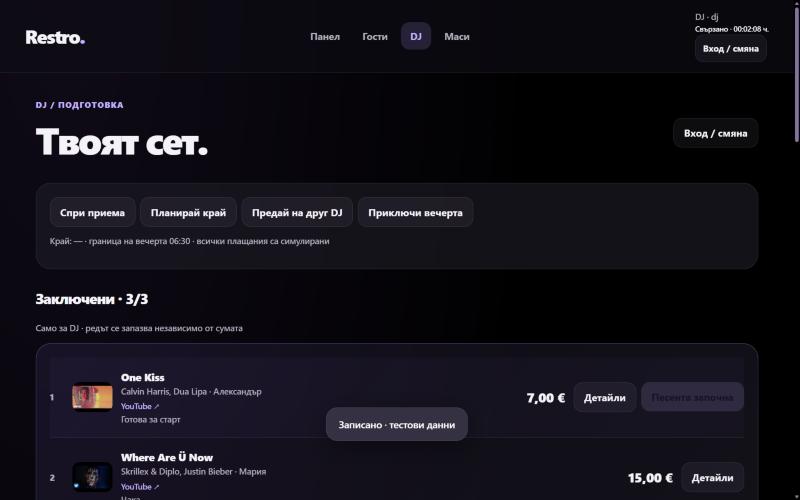 Restro.
Панел
Гости
DJ
Маси
DJ · dj
Свързано · 00:02:08 ч.
Вход / смяна
DJ / ПОДГОТОВКА
Твоят сет.
Вход / смяна
Спри приема
Планирай край
Предай на друг DJ
Приключи вечерта
Край: — · граница на вечерта 06:30 · всички плащания са симулирани
Заключени · 3/3
Само за DJ · редът се запазва независимо от сумата
1
One Kiss
Calvin Harris, Dua Lipa · Александър
YouTube ↗
Готова за старт
7,00 €
Детайли
Песента започна
Записано · тестови данни
2
Where Are Ü Now
Skrillex & Diplo, Justin Bieber · Мария
YouTube ↗
Чака
15,00 €
Детайли